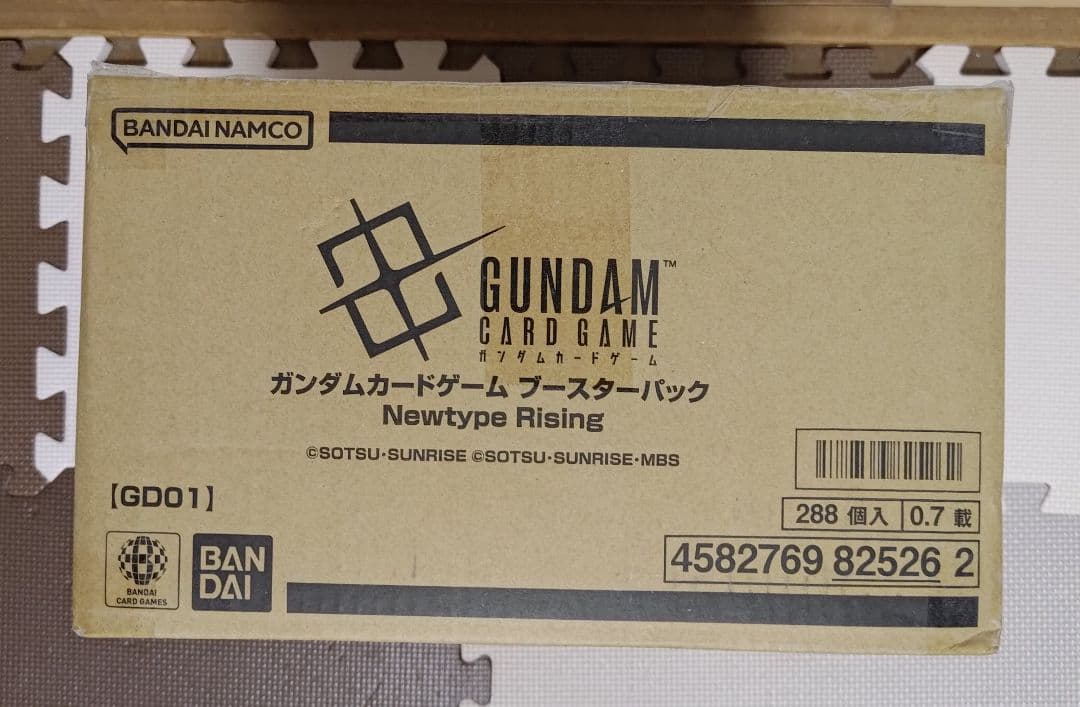 BANDAI NAMCO
GUNDAM™
CARD GAME
ガンダムカードゲーム
ガンダムカードゲーム ブースターパック
Newtype Rising
©SOTSU・SUNRISE ©SOTSU・SUNRISE・MBS
【GD01】
288 個入 0.7 載
4582769 82526 2
BANDAI
CARD GAMES
BAN
DAI